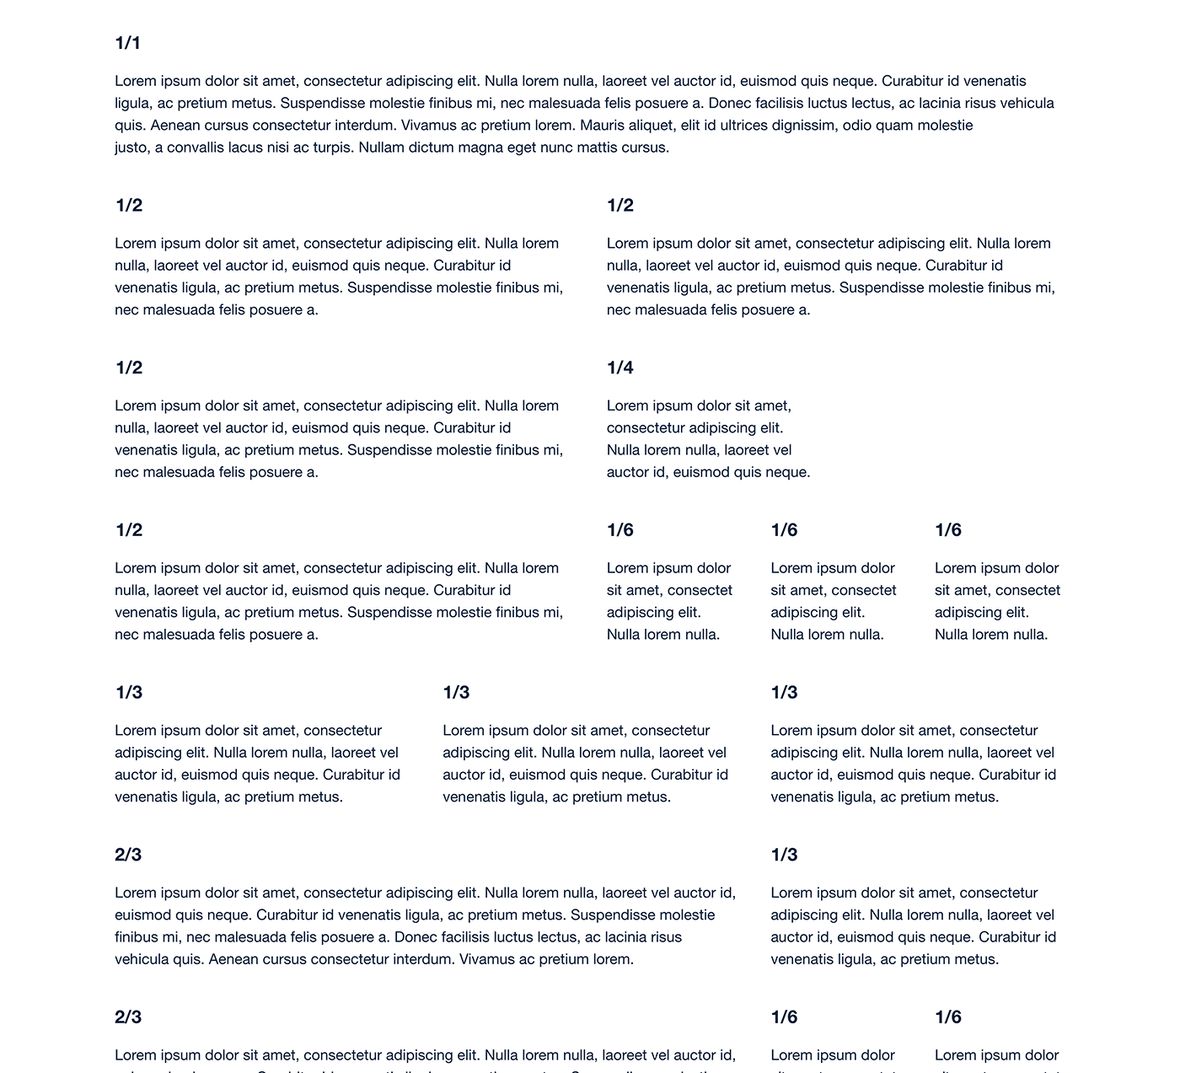 1/1
Lorem ipsum dolor sit amet, consectetur adipiscing elit. Nulla lorem nulla, laoreet vel auctor id, euismod quis neque. Curabitur id venenatis
ligula, ac pretium metus. Suspendisse molestie finibus mi, nec malesuada felis posuere a. Donec facilisis luctus lectus, ac lacinia risus vehicula
quis. Aenean cursus consectetur interdum. Vivamus ac pretium lorem. Mauris aliquet, elit id ultrices dignissim, odio quam molestie
justo, a convallis lacus nisi ac turpis. Nullam dictum magna eget nunc mattis cursus.
1/2
Lorem ipsum dolor sit amet, consectetur adipiscing elit. Nulla lorem
nulla, laoreet vel auctor id, euismod quis neque. Curabitur id
venenatis ligula, ac pretium metus. Suspendisse molestie finibus mi,
nec malesuada felis posuere a.
1/2
Lorem ipsum dolor sit amet, consectetur adipiscing elit. Nulla lorem
nulla, laoreet vel auctor id, euismod quis neque. Curabitur id
venenatis ligula, ac pretium metus. Suspendisse molestie finibus mi,
nec malesuada felis posuere a.
1/2
Lorem ipsum dolor sit amet, consectetur adipiscing elit. Nulla lorem
nulla, laoreet vel auctor id, euismod quis neque. Curabitur id
venenatis ligula, ac pretium metus. Suspendisse molestie finibus mi,
nec malesuada felis posuere a.
1/4
Lorem ipsum dolor sit amet,
consectetur adipiscing elit.
Nulla lorem nulla, laoreet vel
auctor id, euismod quis neque.
1/2
Lorem ipsum dolor sit amet, consectetur adipiscing elit. Nulla lorem
nulla, laoreet vel auctor id, euismod quis neque. Curabitur id
venenatis ligula, ac pretium metus. Suspendisse molestie finibus mi,
nec malesuada felis posuere a.
1/6
Lorem ipsum dolor
sit amet, consectet
adipiscing elit.
Nulla lorem nulla.
1/6
Lorem ipsum dolor
sit amet, consectet
adipiscing elit.
Nulla lorem nulla.
1/6
Lorem ipsum dolor
sit amet, consectet
adipiscing elit.
Nulla lorem nulla.
1/3
Lorem ipsum dolor sit amet, consectetur
adipiscing elit. Nulla lorem nulla, laoreet vel
auctor id, euismod quis neque. Curabitur id
venenatis ligula, ac pretium metus.
1/3
Lorem ipsum dolor sit amet, consectetur
adipiscing elit. Nulla lorem nulla, laoreet vel
auctor id, euismod quis neque. Curabitur id
venenatis ligula, ac pretium metus.
1/3
Lorem ipsum dolor sit amet, consectetur
adipiscing elit. Nulla lorem nulla, laoreet vel
auctor id, euismod quis neque. Curabitur id
venenatis ligula, ac pretium metus.
2/3
Lorem ipsum dolor sit amet, consectetur adipiscing elit. Nulla lorem nulla, laoreet vel auctor id,
euismod quis neque. Curabitur id venenatis ligula, ac pretium metus. Suspendisse molestie
finibus mi, nec malesuada felis posuere a. Donec facilisis luctus lectus, ac lacinia risus
vehicula quis. Aenean cursus consectetur interdum. Vivamus ac pretium lorem.
1/3
Lorem ipsum dolor sit amet, consectetur
adipiscing elit. Nulla lorem nulla, laoreet vel
auctor id, euismod quis neque. Curabitur id
venenatis ligula, ac pretium metus.
2/3
Lorem ipsum dolor sit amet, consectetur adipiscing elit. Nulla lorem nulla, laoreet vel auctor id,
1/6
Lorem ipsum dolor
1/6
Lorem ipsum dolor